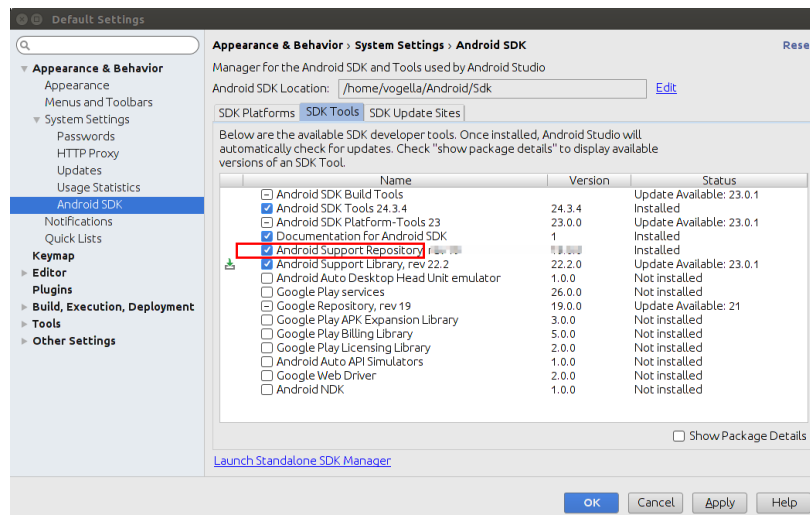 Default Settings
Appearance & Behavior › System Settings › Android SDK
Rese
Manager for the Android SDK and Tools used by Android Studio
Android SDK Location: /home/vogella/Android/Sdk Edit
Appearance & Behavior
Appearance
Menus and Toolbars
System Settings
Passwords
HTTP Proxy
Updates
Usage Statistics
Android SDK
Notifications
Quick Lists
Keymap
Editor
Plugins
Build, Execution, Deployment
Tools
Other Settings
SDK Platforms SDK Tools SDK Update Sites
Below are the available SDK developer tools. Once installed, Android Studio will
automatically check for updates. Check "show package details" to display available
versions of an SDK Tool.
Name Version Status
Android SDK Build Tools Update Available: 23.0.1
Android SDK Tools 24.3.4 24.3.4 Installed
Android SDK Platform-Tools 23 23.0.0 Update Available: 23.0.1
Documentation for Android SDK 1 Installed
Android Support Repository Installed
Android Support Library, rev 22.2 22.2.0 Update Available: 23.0.1
Android Auto Desktop Head Unit emulator 1.0.0 Not installed
Google Play services 26.0.0 Not installed
Google Repository, rev 19 19.0.0 Update Available: 21
Google Play APK Expansion Library 3.0.0 Not installed
Google Play Billing Library 5.0.0 Not installed
Google Play Licensing Library 2.0.0 Not installed
Android Auto API Simulators 1.0.0 Not installed
Google Web Driver 2.0.0 Not installed
Android NDK 1.0.0 Not installed
Show Package Details
Launch Standalone SDK Manager
OK Cancel Apply Help